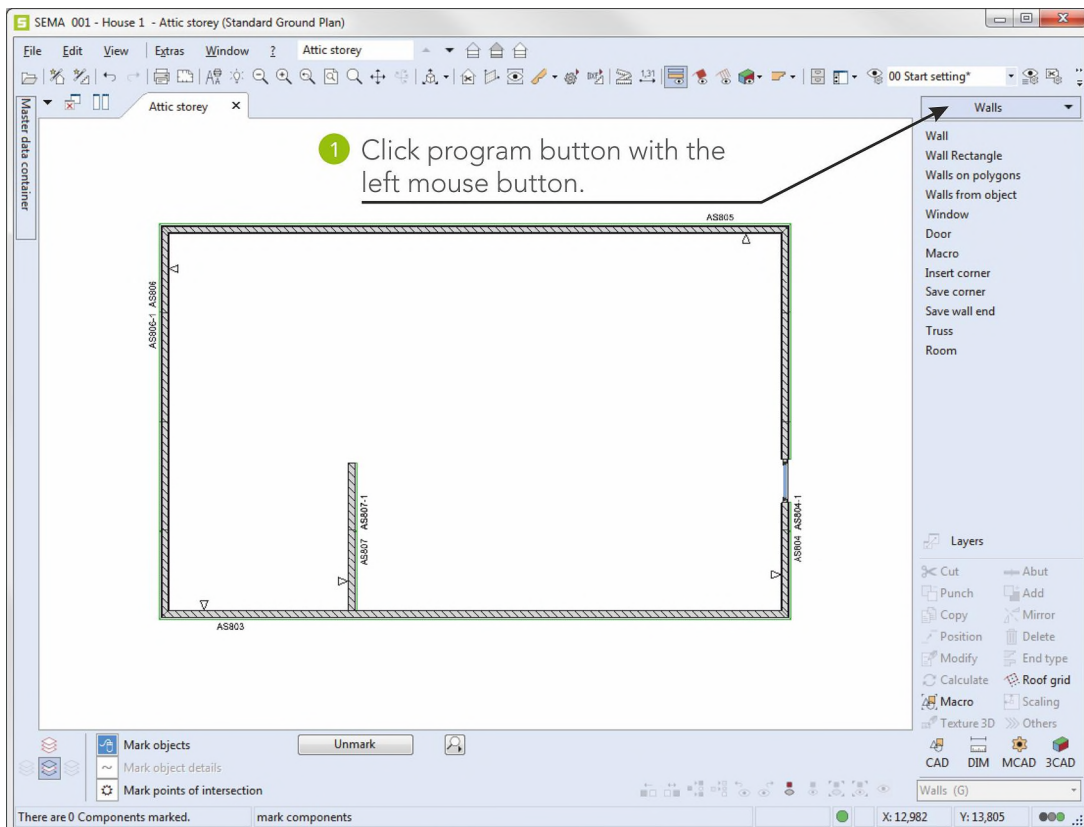 SEMA 001 - House 1 - Attic storey (Standard Ground Plan)
File Edit View Extras Window ? Attic storey
1,31 00 Start setting*
Master data container
Attic storey
Walls
1 Click program button with the
left mouse button.
Wall
Wall Rectangle
Walls on polygons
Walls from object
Window
Door
Macro
Insert corner
Save corner
Save wall end
Truss
Room
AS805
AS806-1 AS806
AS807 AS807-1
AS804 AS804-1
AS803
Layers
Cut Abut
Punch Add
Copy Mirror
Position Delete
Modify End type
Calculate Roof grid
Macro Scaling
Texture 3D Others
CAD DIM MCAD 3CAD
Mark objects Unmark
Mark object details
Mark points of intersection
Walls (G)
There are 0 Components marked. mark components X: 12,982 Y: 13,805